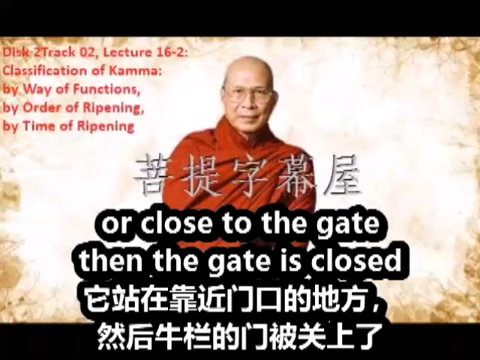 Disk 2Track 02, Lecture 16-2:
Classification of Kamma:
by Way of Functions,
by Order of Ripening,
by Time of Ripening
菩提字幕屋
or close to the gate
then the gate is closed
它站在靠近门口的地方，
然后牛栏的门被关上了